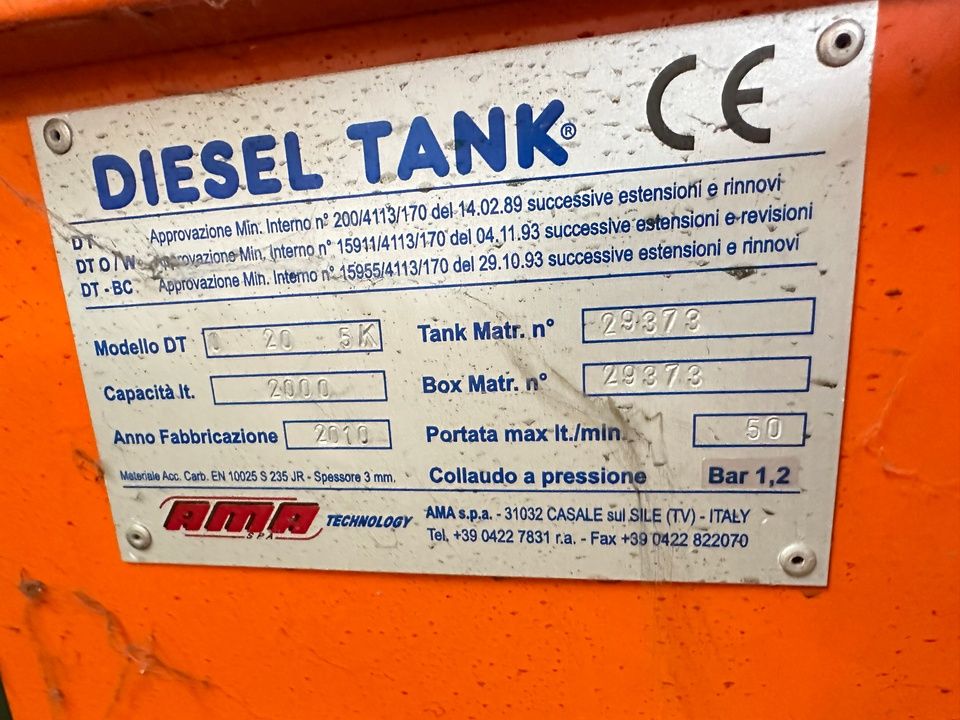 DIESEL TANK® CE
DT Approvazione Min. Interno n° 200/4113/170 del 14.02.89 successive estensioni e rinnovi
DT O / W Approvazione Min. Interno n° 15911/4113/170 del 04.11.93 successive estensioni e revisioni
DT - BC Approvazione Min. Interno n° 15955/4113/170 del 29.10.93 successive estensioni e rinnovi
Modello DT 0 20 5K
Capacità lt. 2000
Anno Fabbricazione 2010
Materiale Acc. Carb. EN 10025 S 235 JR - Spessore 3 mm.
Tank Matr. n° 29373
Box Matr. n° 29373
Portata max lt./min. 50
Collaudo a pressione Bar 1,2
AMA SPA TECHNOLOGY
AMA s.p.a. - 31032 CASALE sul SILE (TV) - ITALY
Tel. +39 0422 7831 r.a. - Fax +39 0422 822070